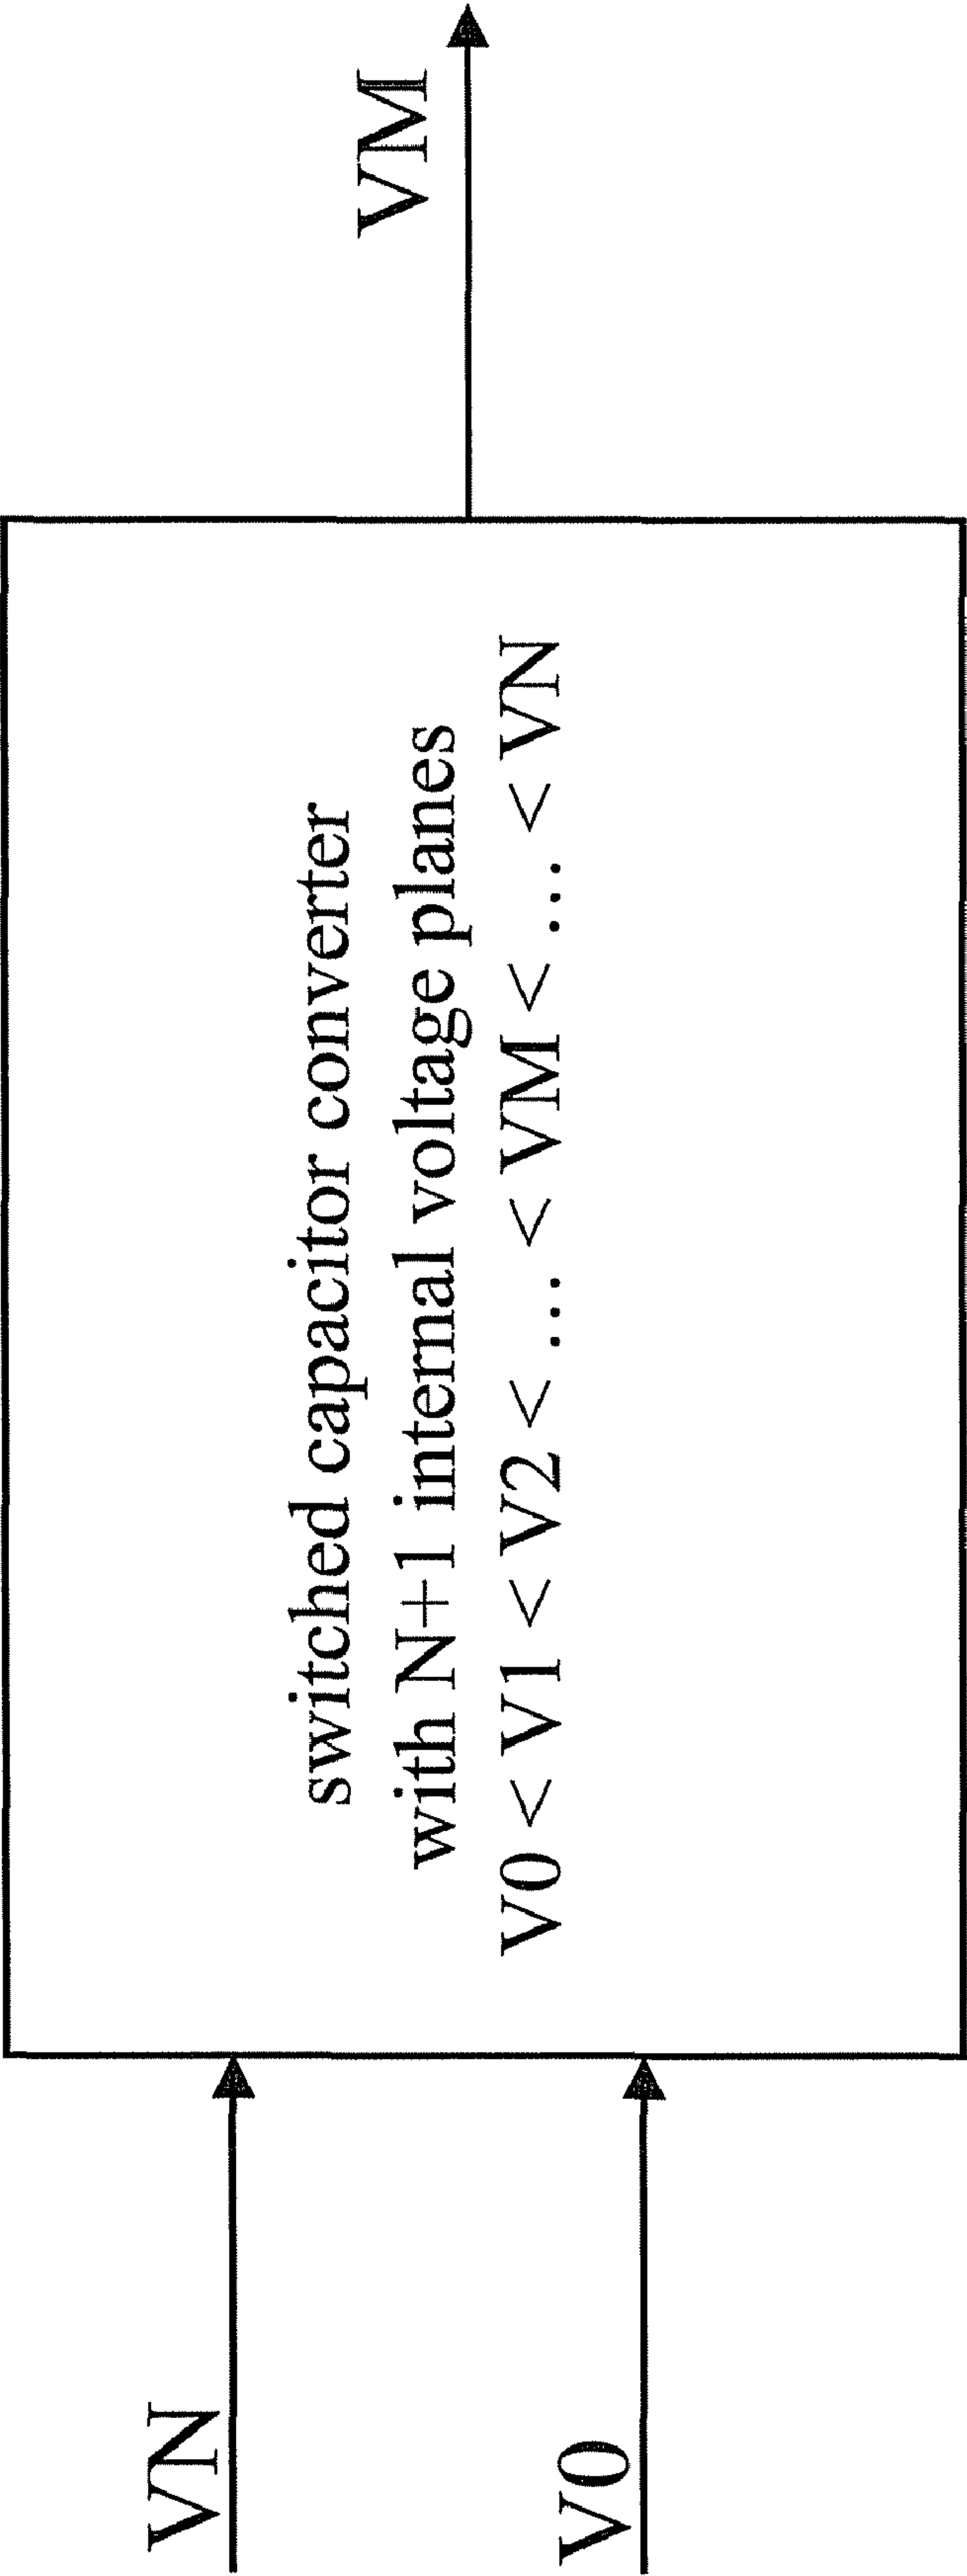 VN
V0
switched capacitor converter
with N+1 internal voltage planes
V0 < V1 < V2 < ... < VM < ... < VN
VM